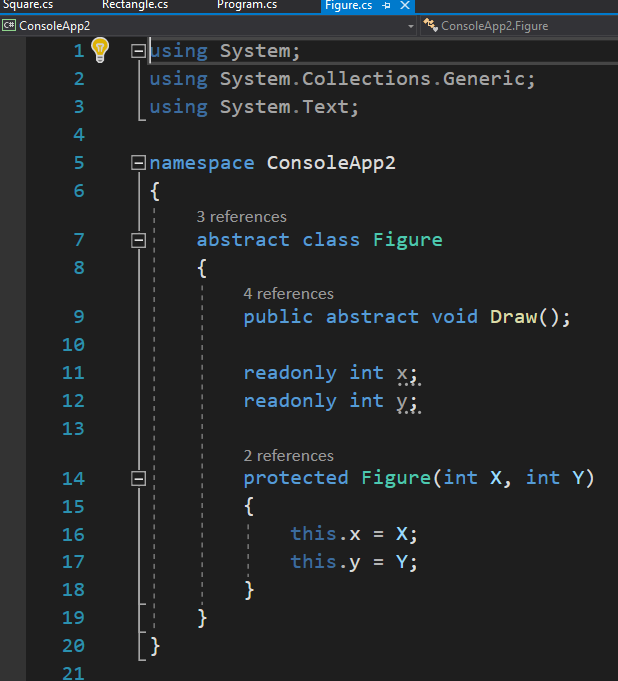 Square.cs Rectangle.cs Program.cs Figure.cs
C# ConsoleApp2 ConsoleApp2.Figure
1 using System;
2 using System.Collections.Generic;
3 using System.Text;
4
5 namespace ConsoleApp2
6 {
3 references
7 abstract class Figure
8 {
4 references
9 public abstract void Draw();
10
11 readonly int x;
12 readonly int y;
13
2 references
14 protected Figure(int X, int Y)
15 {
16 this.x = X;
17 this.y = Y;
18 }
19 }
20 }
21